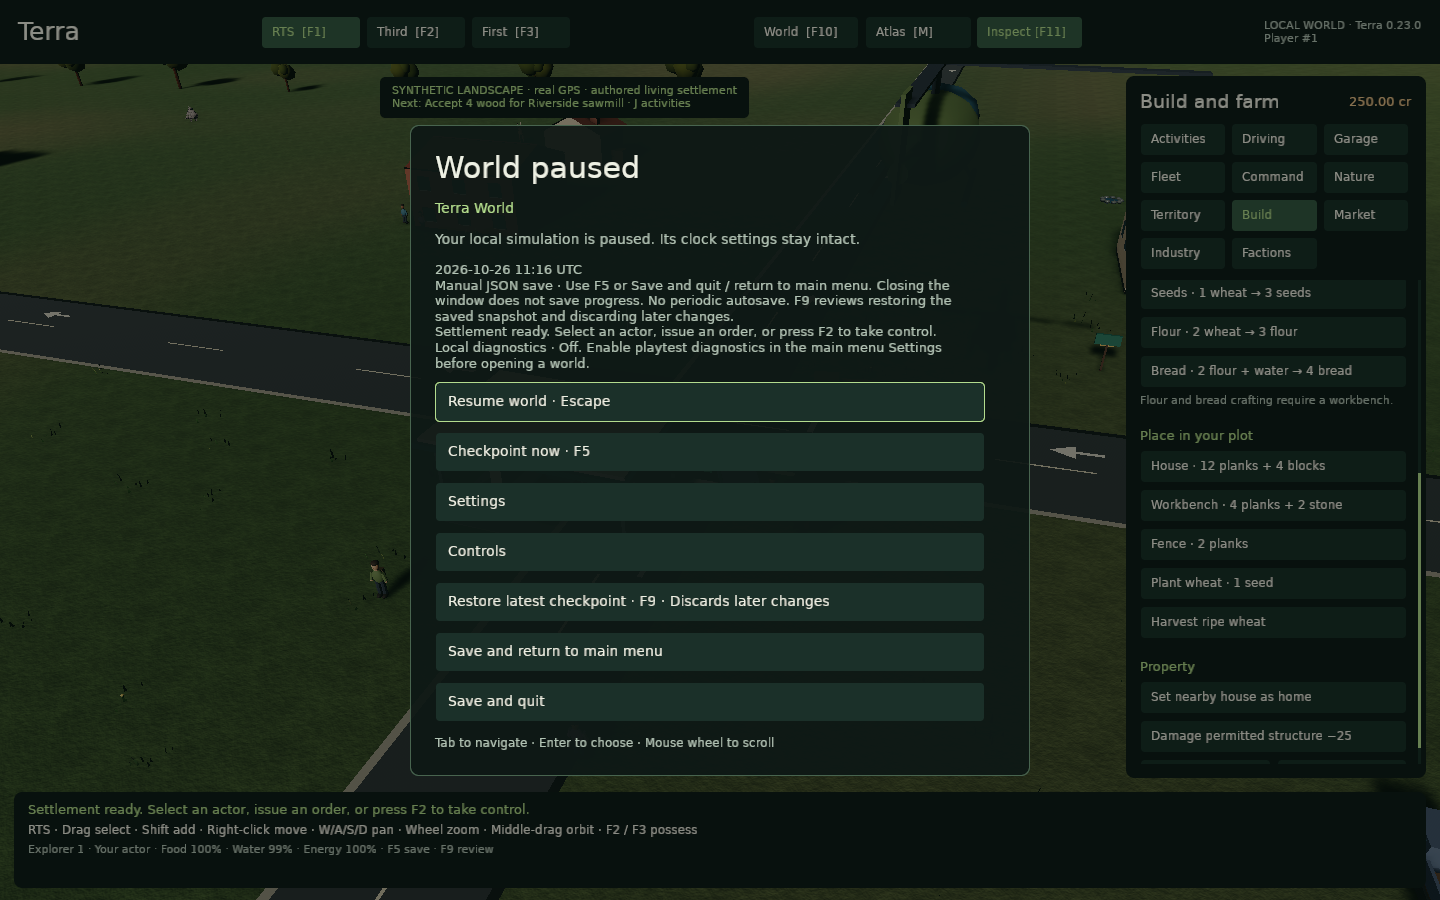 Terra
RTS [F1]
Third [F2]
First [F3]
World [F10]
Atlas [M]
Inspect [F11]
LOCAL WORLD · Terra 0.23.0
Player #1
SYNTHETIC LANDSCAPE · real GPS · authored living settlement
Next: Accept 4 wood for Riverside sawmill · J activities
World paused
Terra World
Your local simulation is paused. Its clock settings stay intact.
2026-10-26 11:16 UTC
Manual JSON save · Use F5 or Save and quit / return to main menu. Closing the
window does not save progress. No periodic autosave. F9 reviews restoring the
saved snapshot and discarding later changes.
Settlement ready. Select an actor, issue an order, or press F2 to take control.
Local diagnostics · Off. Enable playtest diagnostics in the main menu Settings
before opening a world.
Resume world · Escape
Checkpoint now · F5
Settings
Controls
Restore latest checkpoint · F9 · Discards later changes
Save and return to main menu
Save and quit
Tab to navigate · Enter to choose · Mouse wheel to scroll
Build and farm
250.00 cr
Activities
Driving
Garage
Fleet
Command
Nature
Territory
Build
Market
Industry
Factions
Seeds · 1 wheat → 3 seeds
Flour · 2 wheat → 3 flour
Bread · 2 flour + water → 4 bread
Flour and bread crafting require a workbench.
Place in your plot
House · 12 planks + 4 blocks
Workbench · 4 planks + 2 stone
Fence · 2 planks
Plant wheat · 1 seed
Harvest ripe wheat
Property
Set nearby house as home
Damage permitted structure −25
Settlement ready. Select an actor, issue an order, or press F2 to take control.
RTS · Drag select · Shift add · Right-click move · W/A/S/D pan · Wheel zoom · Middle-drag orbit · F2 / F3 possess
Explorer 1 · Your actor · Food 100% · Water 99% · Energy 100% · F5 save · F9 review